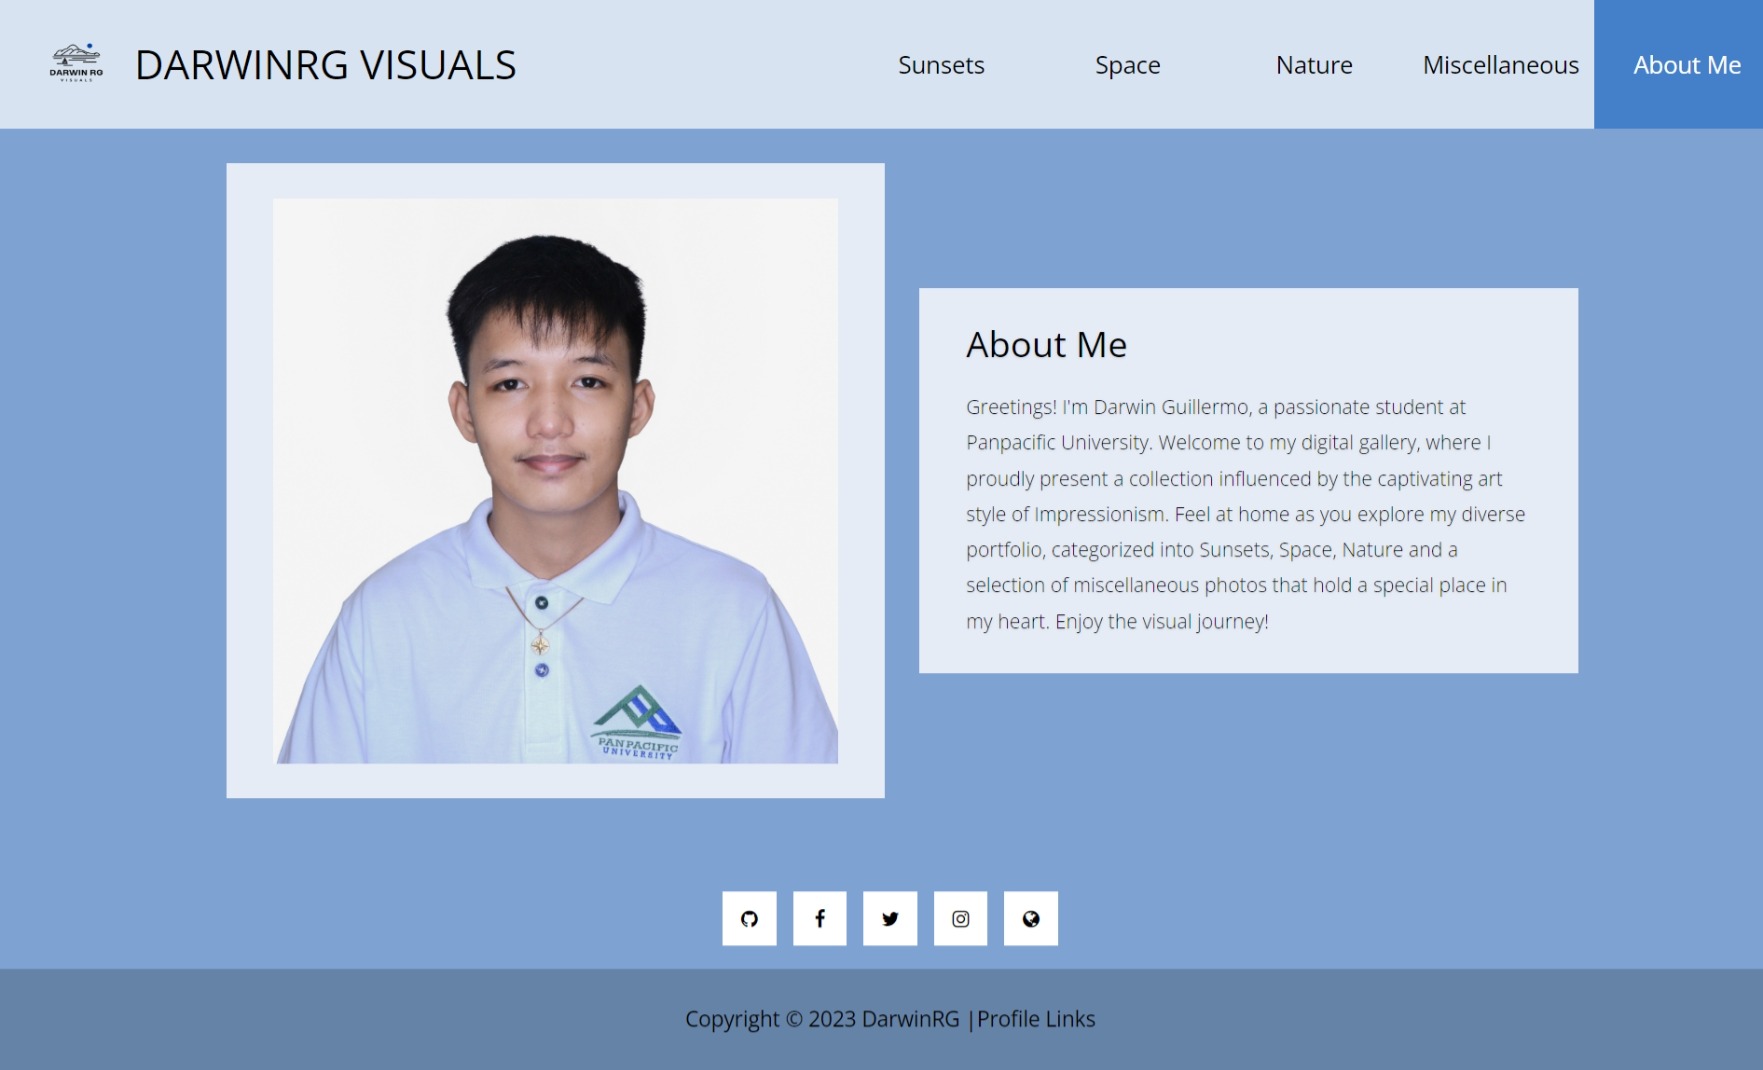 DARWIN RG
VISUALS
DARWINRG VISUALS
Sunsets
Space
Nature
Miscellaneous
About Me
PANPACIFIC
UNIVERSITY
About Me
Greetings! I'm Darwin Guillermo, a passionate student at
Panpacific University. Welcome to my digital gallery, where I
proudly present a collection influenced by the captivating art
style of Impressionism. Feel at home as you explore my diverse
portfolio, categorized into Sunsets, Space, Nature and a
selection of miscellaneous photos that hold a special place in
my heart. Enjoy the visual journey!
Copyright © 2023 DarwinRG |Profile Links